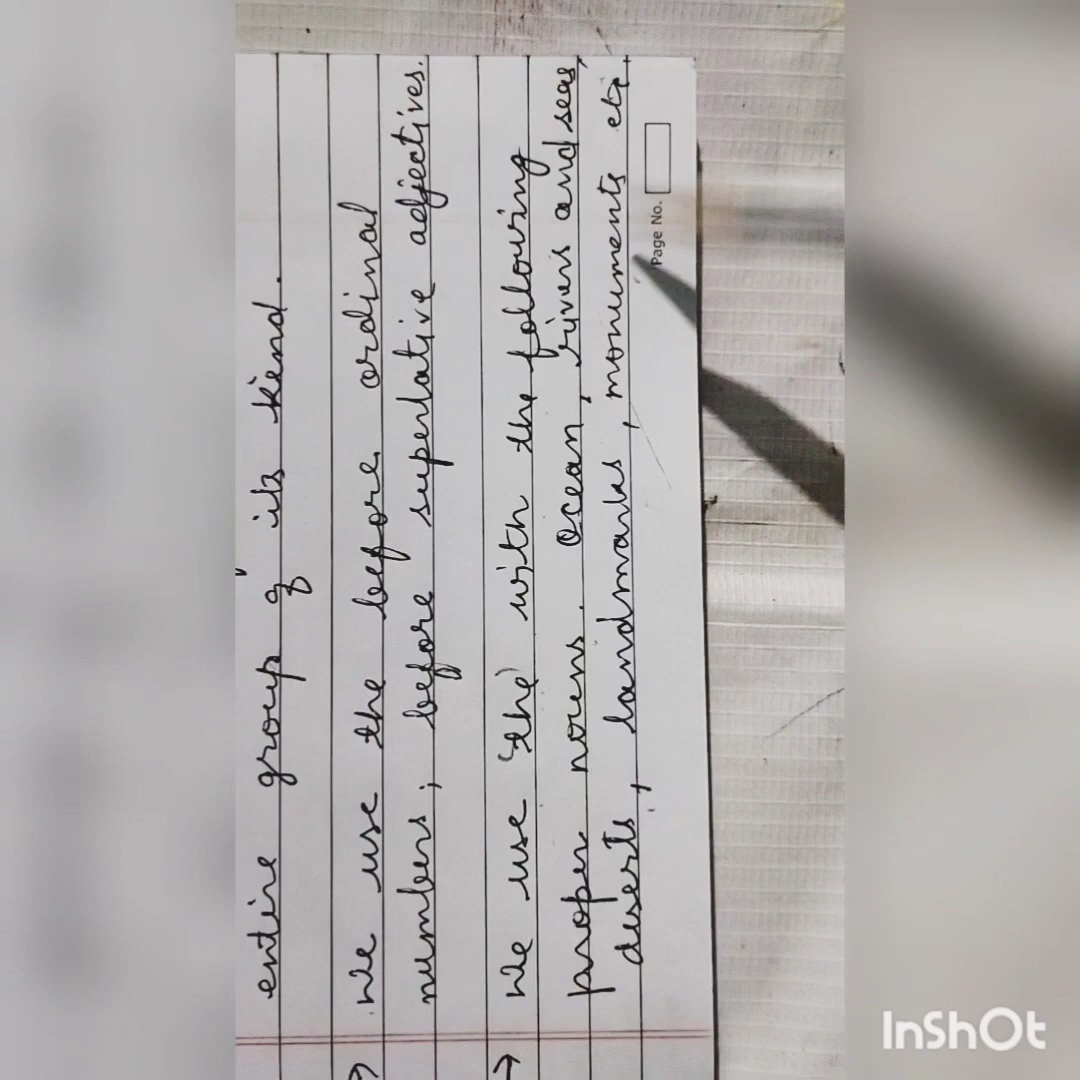 entire group of its kind.
We use the before ordinal
numbers; before superlative adjectives.
→ We use 'the' with the following
proper nouns. ocean, rivers and seas,
deserts, landmarks, monuments etc.
Page No.
InShOt